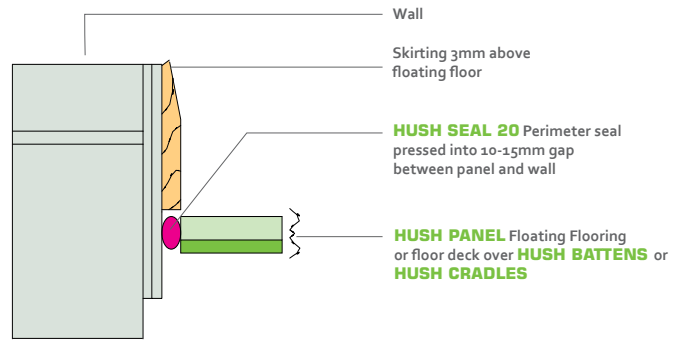 Wall
Skirting 3mm above
floating floor
HUSH SEAL 20 Perimeter seal
pressed into 10-15mm gap
between panel and wall
HUSH PANEL Floating Flooring
or floor deck over HUSH BATTENS or
HUSH CRADLES